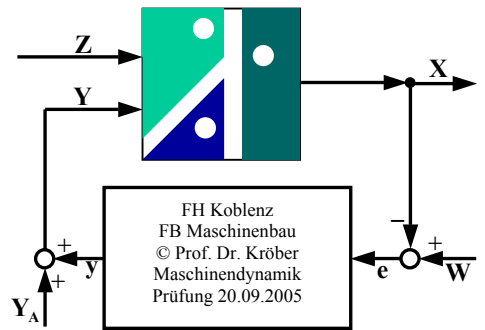 Z
X
Y
FH Koblenz
FB Maschinenbau
© Prof. Dr. Kröber
Maschinendynamik
Prüfung 20.09.2005
−
+
+
+
y
e
W
Y_A